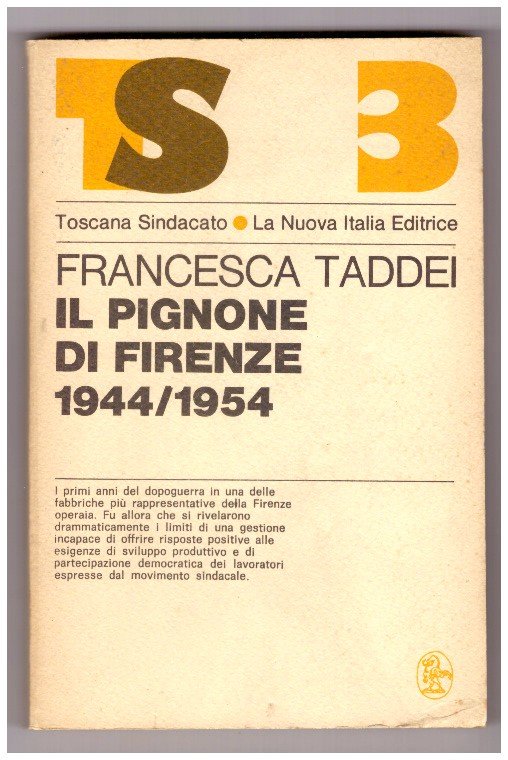 TS 3
Toscana Sindacato ● La Nuova Italia Editrice
FRANCESCA TADDEI
IL PIGNONE
DI FIRENZE
1944/1954
I primi anni del dopoguerra in una delle
fabbriche più rappresentative della Firenze
operaia. Fu allora che si rivelarono
drammaticamente i limiti di una gestione
incapace di offrire risposte positive alle
esigenze di sviluppo produttivo e di
partecipazione democratica dei lavoratori
espresse dal movimento sindacale.